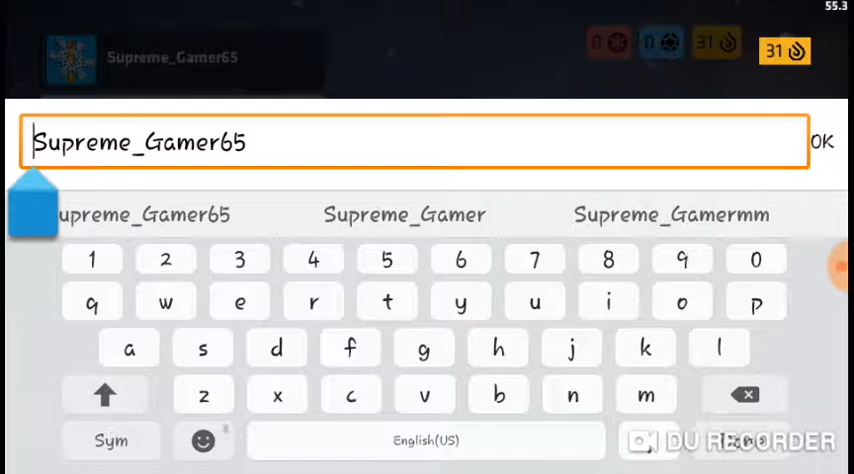 55.3
Supreme_Gamer65
0 0 31 31
Supreme_Gamer65 OK
upreme_Gamer65 Supreme_Gamer Supreme_Gamermm
1 2 3 4 5 6 7 8 9 0
q w e r t y u i o p
a s d f g h j k l
z x c v b n m
Sym English(US) DU RECORDER